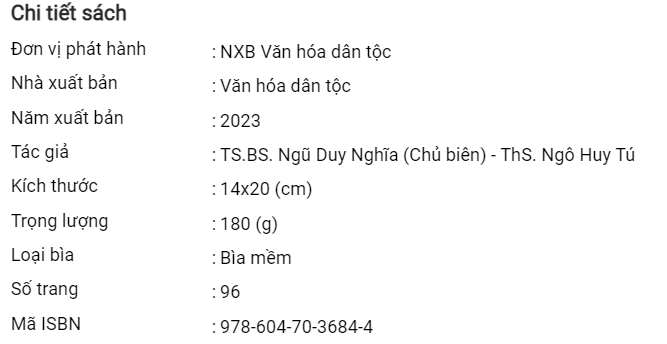 Chi tiết sách
Đơn vị phát hành : NXB Văn hóa dân tộc
Nhà xuất bản : Văn hóa dân tộc
Năm xuất bản : 2023
Tác giả : TS.BS. Ngũ Duy Nghĩa (Chủ biên) - ThS. Ngô Huy Tú
Kích thước : 14x20 (cm)
Trọng lượng : 180 (g)
Loại bìa : Bìa mềm
Số trang : 96
Mã ISBN : 978-604-70-3684-4